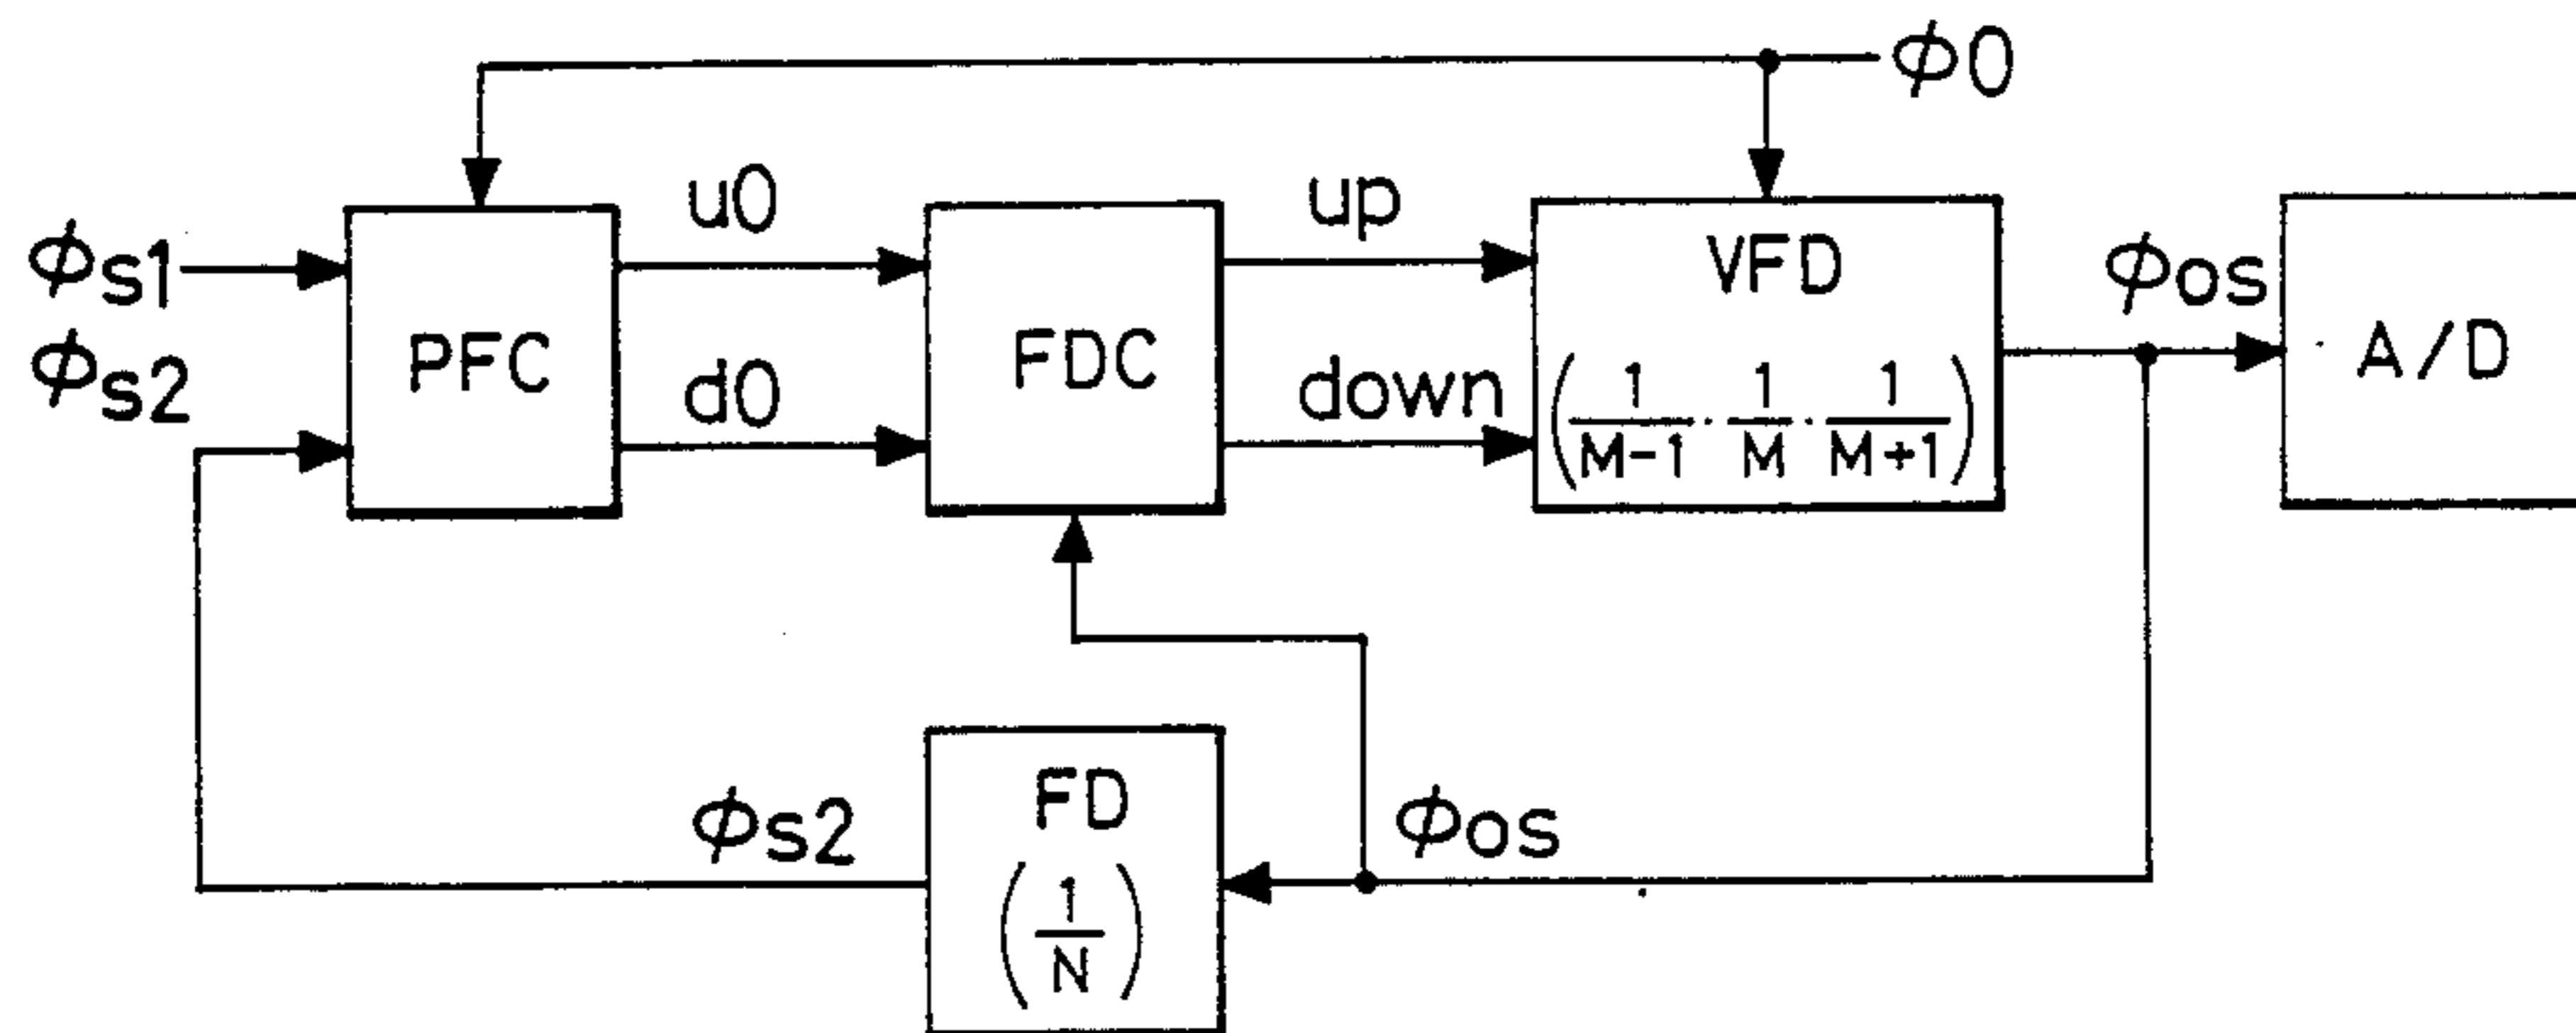 φ0
u0
up
φs1
φs2
PFC
d0
FDC
down
VFD
(1/M-1 · 1/M · 1/M+1)
φos
A/D
φs2
FD
(1/N)
φos